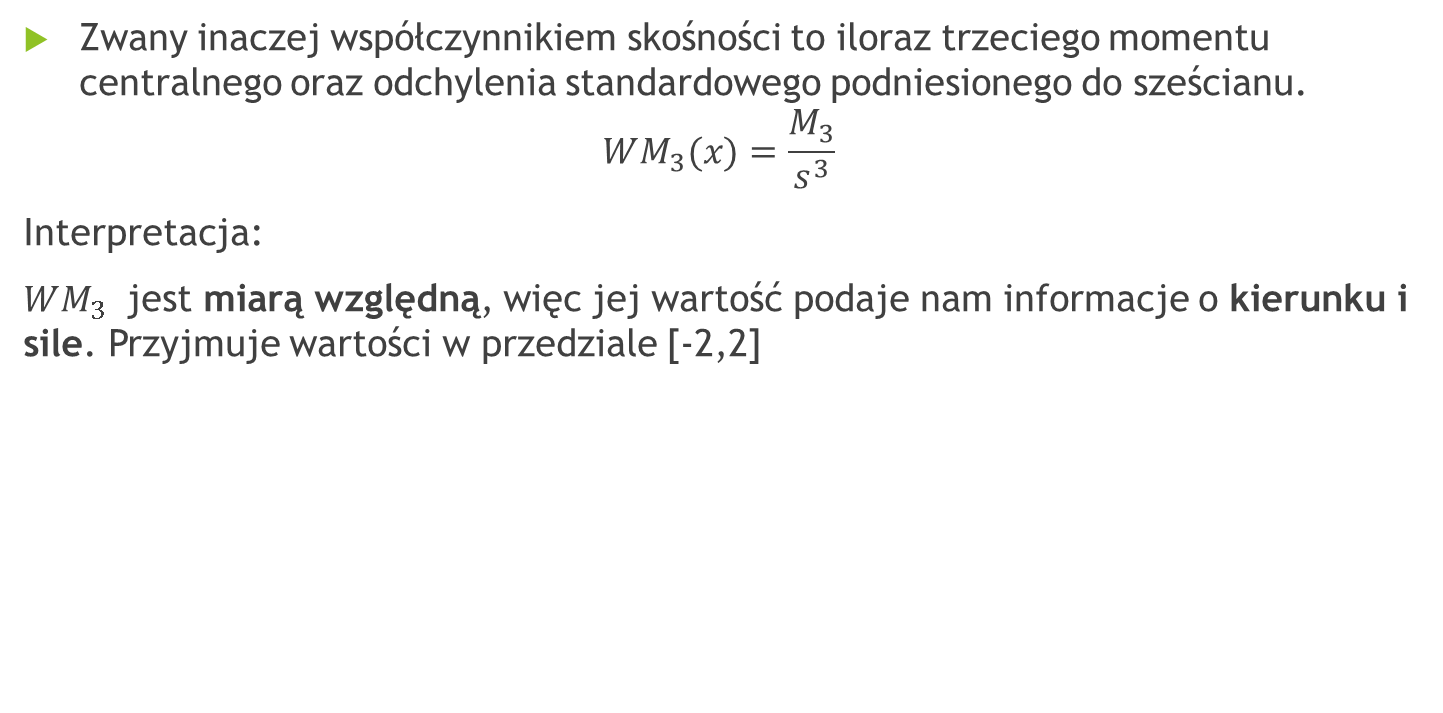 Zwany inaczej współczynnikiem skośności to iloraz trzeciego momentu
centralnego oraz odchylenia standardowego podniesionego do sześcianu.
𝑊𝑀₃(𝑥) = 𝑀₃/𝑠³
Interpretacja:
𝑊𝑀₃ jest miarą względną, więc jej wartość podaje nam informacje o kierunku i
sile. Przyjmuje wartości w przedziale [-2,2]